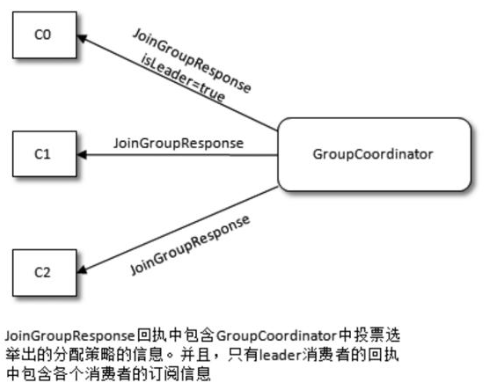 C0
JoinGroupResponse
isLeader=true
C1
JoinGroupResponse
GroupCoordinator
C2
JoinGroupResponse
JoinGroupResponse回执中包含GroupCoordinator中投票选
举出的分配策略的信息。并且，只有leader消费者的回执
中包含各个消费者的订阅信息